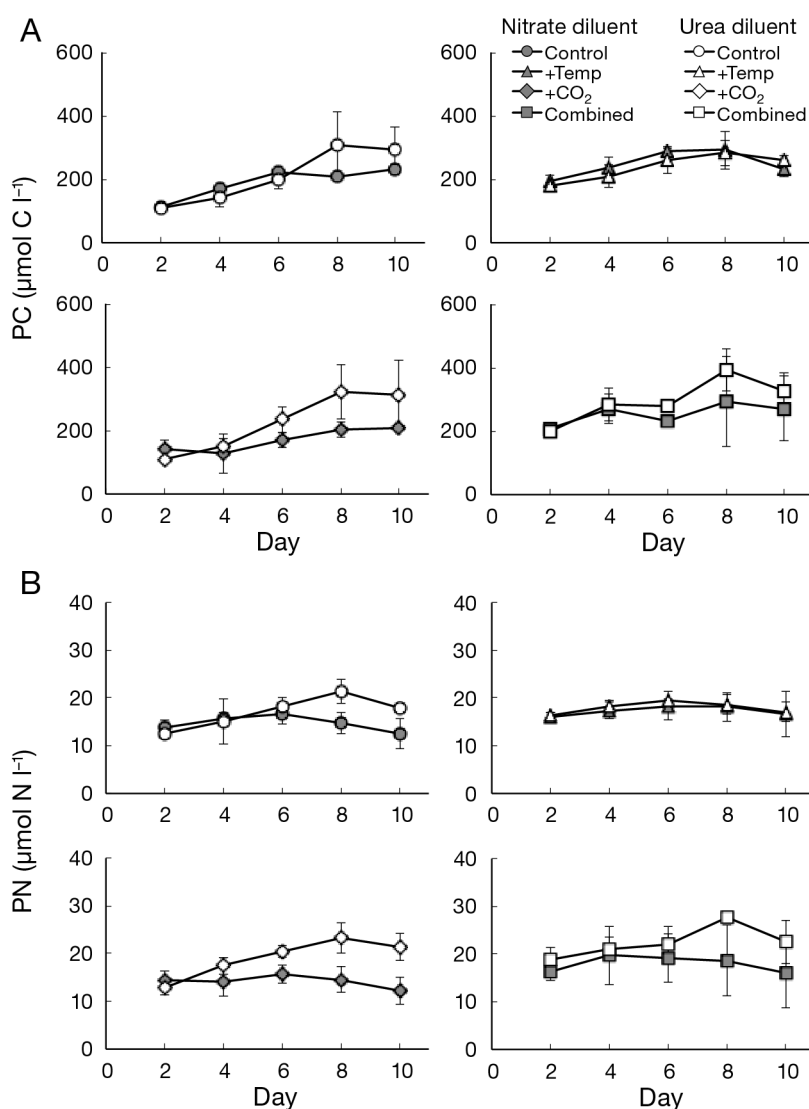 A
Nitrate diluent Urea diluent
Control Control
+Temp +Temp
+CO₂ +CO₂
Combined Combined
600 600
400 400
200 200
0 0
0 2 4 6 8 10 0 2 4 6 8 10
PC (µmol C l⁻¹)
600 600
400 400
200 200
0 0
0 2 4 6 8 10 0 2 4 6 8 10
Day Day
B
40 40
30 30
20 20
10 10
0 0
0 2 4 6 8 10 0 2 4 6 8 10
PN (µmol N l⁻¹)
40 40
30 30
20 20
10 10
0 0
0 2 4 6 8 10 0 2 4 6 8 10
Day Day